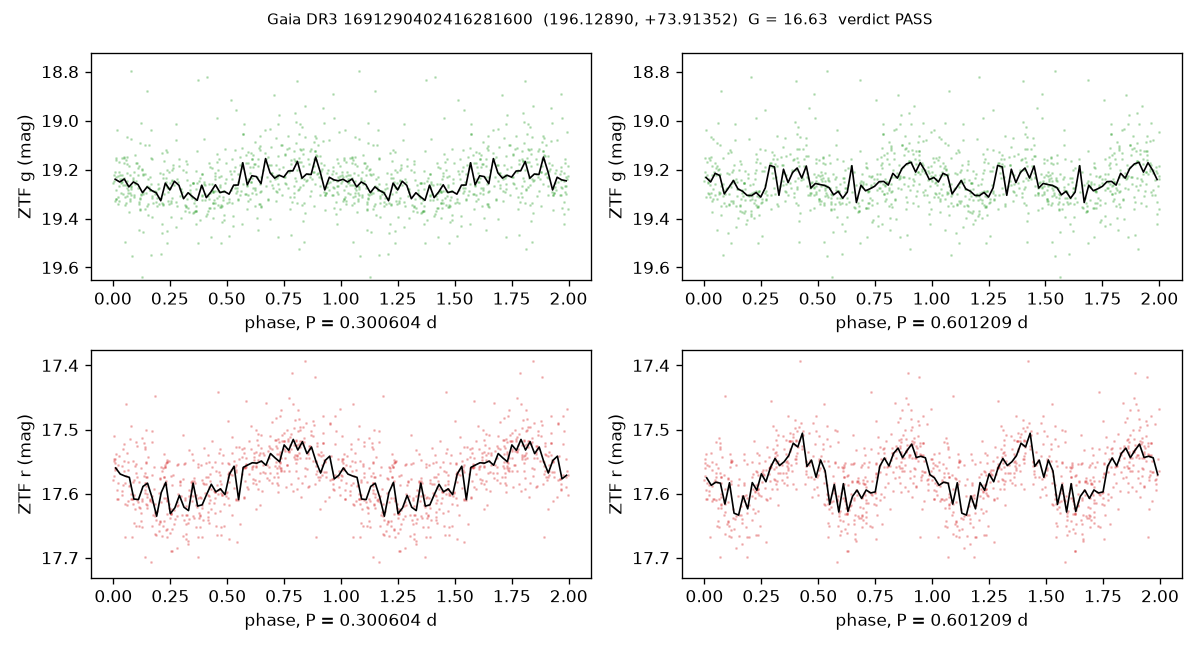 Gaia DR3 1691290402416281600  (196.12890, +73.91352)  G = 16.63  verdict PASS
ZTF g (mag)
18.8
19.0
19.2
19.4
19.6
0.00 0.25 0.50 0.75 1.00 1.25 1.50 1.75 2.00
phase, P = 0.300604 d
ZTF g (mag)
18.8
19.0
19.2
19.4
19.6
0.00 0.25 0.50 0.75 1.00 1.25 1.50 1.75 2.00
phase, P = 0.601209 d
ZTF r (mag)
17.4
17.5
17.6
17.7
0.00 0.25 0.50 0.75 1.00 1.25 1.50 1.75 2.00
phase, P = 0.300604 d
ZTF r (mag)
17.4
17.5
17.6
17.7
0.00 0.25 0.50 0.75 1.00 1.25 1.50 1.75 2.00
phase, P = 0.601209 d